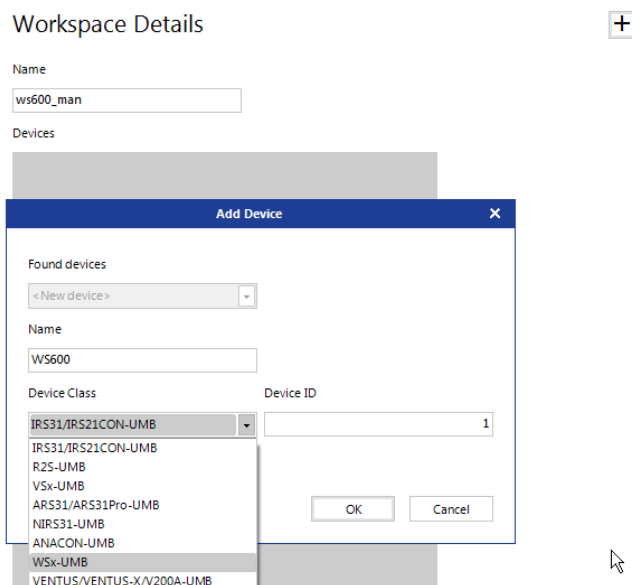 Workspace Details
+
Name
ws600_man
Devices
Add Device
Found devices
<New device>
Name
WS600
Device Class Device ID
IRS31/IRS21CON-UMB 1
IRS31/IRS21CON-UMB
R2S-UMB
VSx-UMB
ARS31/ARS31Pro-UMB
NIRS31-UMB
ANACON-UMB
WSx-UMB
VENTUS/VENTUS-X/V200A-UMB
OK Cancel